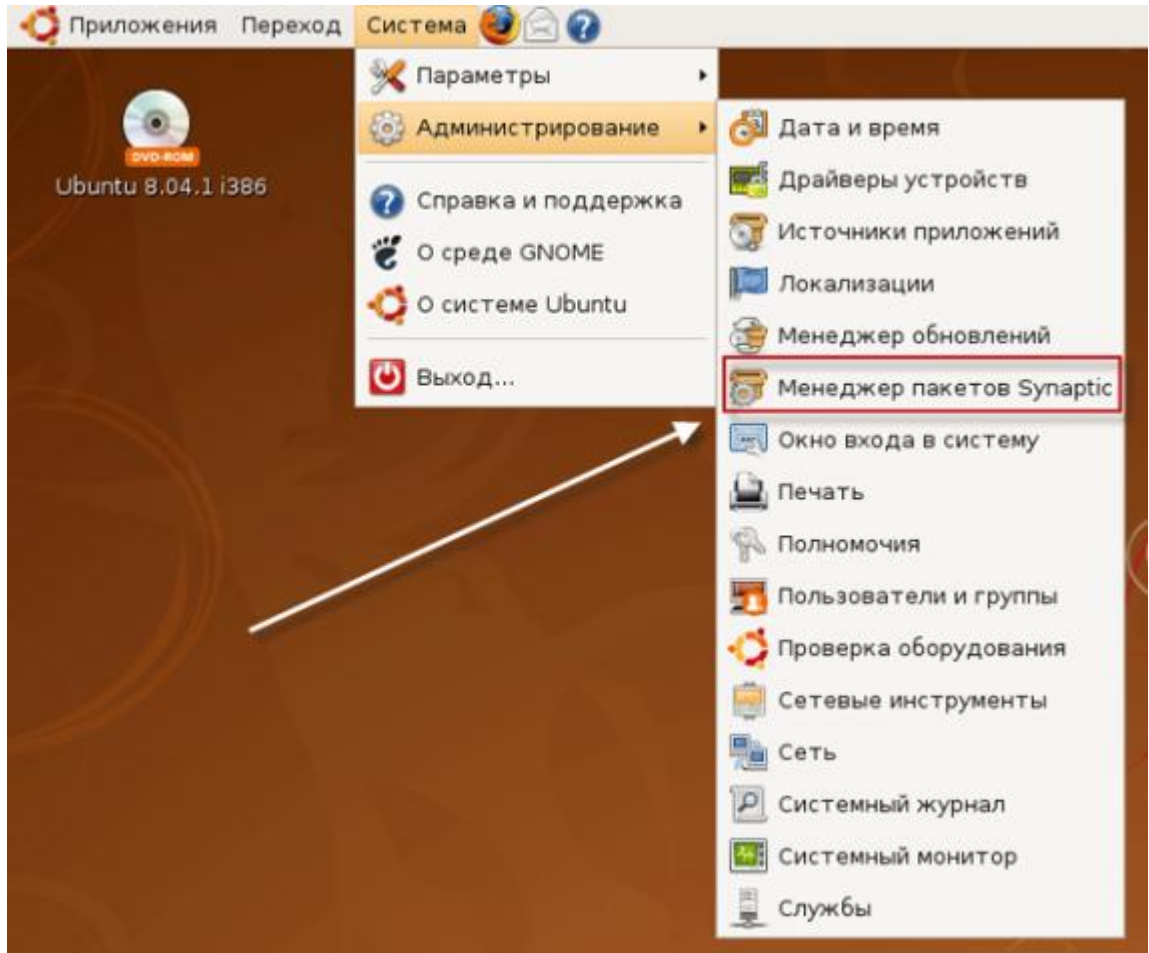 Приложения Переход Система
Параметры
Администрирование
Справка и поддержка
О среде GNOME
О системе Ubuntu
Выход...
DVD-ROM
Ubuntu 8.04.1 i386
Дата и время
Драйверы устройств
Источники приложений
Локализации
Менеджер обновлений
Менеджер пакетов Synaptic
Окно входа в систему
Печать
Полномочия
Пользователи и группы
Проверка оборудования
Сетевые инструменты
Сеть
Системный журнал
Системный монитор
Службы